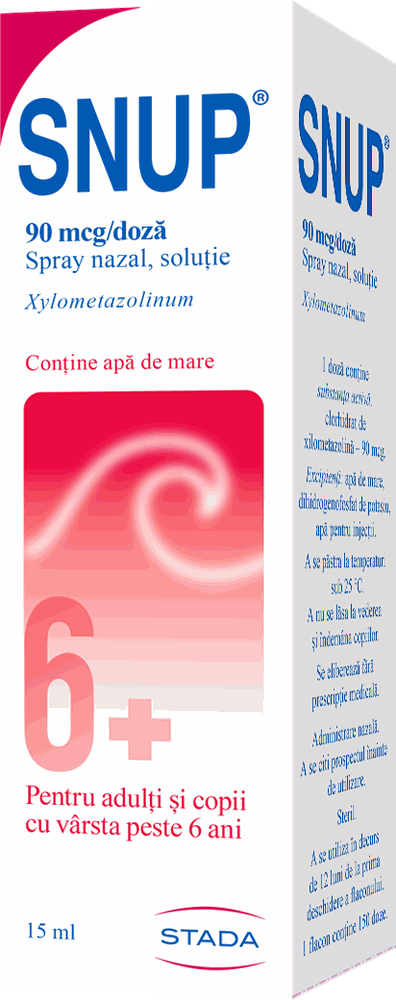 SNUP®
90 mcg/doză
Spray nazal, soluție
Xylometazolinum
Conține apă de mare
6+
Pentru adulți și copii
cu vârsta peste 6 ani
15 ml
STADA
SNUP®
90 mcg/doză
Spray nazal, soluție
Xylometazolinum
1 doză conține
substanța activă:
clorhidrat de
xilometazolină – 90 mcg.
Excipienți: apă de mare,
dihidrogenofosfat de potasiu,
apă pentru injecții.
A se păstra la temperaturi
sub 25 °C.
A nu se lăsa la vederea
și îndemâna copiilor.
Se eliberează fără
prescripție medicală.
Administrare nazală.
A se citi prospectul înainte
de utilizare.
Steril.
A se utiliza în decurs
de 12 luni de la prima
deschidere a flaconului.
1 flacon conține 150 doze.